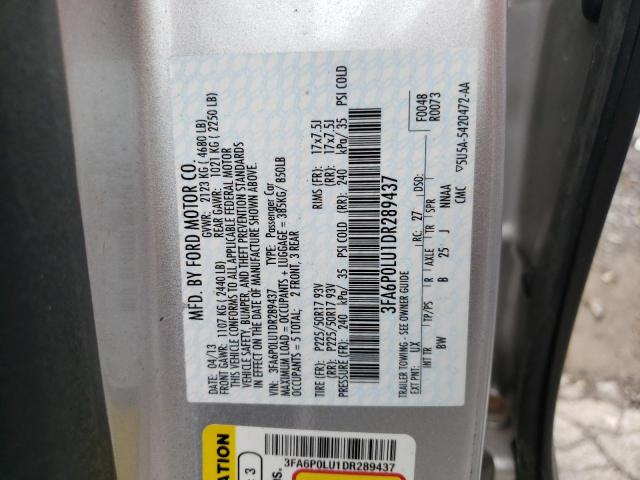 MFD. BY FORD MOTOR CO.
DATE: 04/13 GVWR: 2123 KG ( 4680 LB)
FRONT GAWR: 1107 KG ( 2440 LB) REAR GAWR: 1021 KG ( 2250 LB)
THIS VEHICLE CONFORMS TO ALL APPLICABLE FEDERAL MOTOR
VEHICLE SAFETY, BUMPER, AND THEFT PREVENTION STANDARDS
IN EFFECT ON THE DATE OF MANUFACTURE SHOWN ABOVE.
VIN: 3FA6P0LU1DR289437 TYPE: Passenger Car
MAXIMUM LOAD = OCCUPANTS + LUGGAGE = 385KG/ 850LB
OCCUPANTS = 5 TOTAL; 2 FRONT, 3 REAR
TIRE (FR): P225/50R17 93V RIMS (FR): 17x7.5J
(RR): P225/50R17 93V (RR): 17x7.5J
PRESSURE (FR): 240 kPa/ 35 PSI COLD (RR): 240 kPa/ 35 PSI COLD
3FA6P0LU1DR289437
TRAILER TOWING - SEE OWNER GUIDE F0048
EXT PNT: UX RC: 27 DSO: R0073
INT TR TP/PS R AXLE TR SPR
BW B 25 J NNAA
CMC 5U5A-5420472-AA
3FA6P0LU1DR289437
: 3